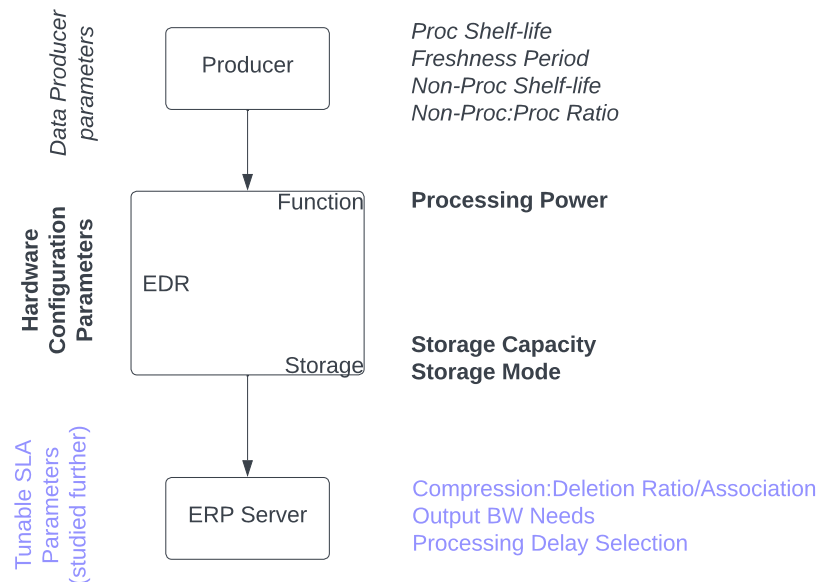 Data Producer
parameters
Producer
Proc Shelf-life
Freshness Period
Non-Proc Shelf-life
Non-Proc:Proc Ratio
Hardware
Configuration
Parameters
Function
EDR
Storage
Processing Power
Storage Capacity
Storage Mode
Tunable SLA
Parameters
(studied further)
ERP Server
Compression:Deletion Ratio/Association
Output BW Needs
Processing Delay Selection